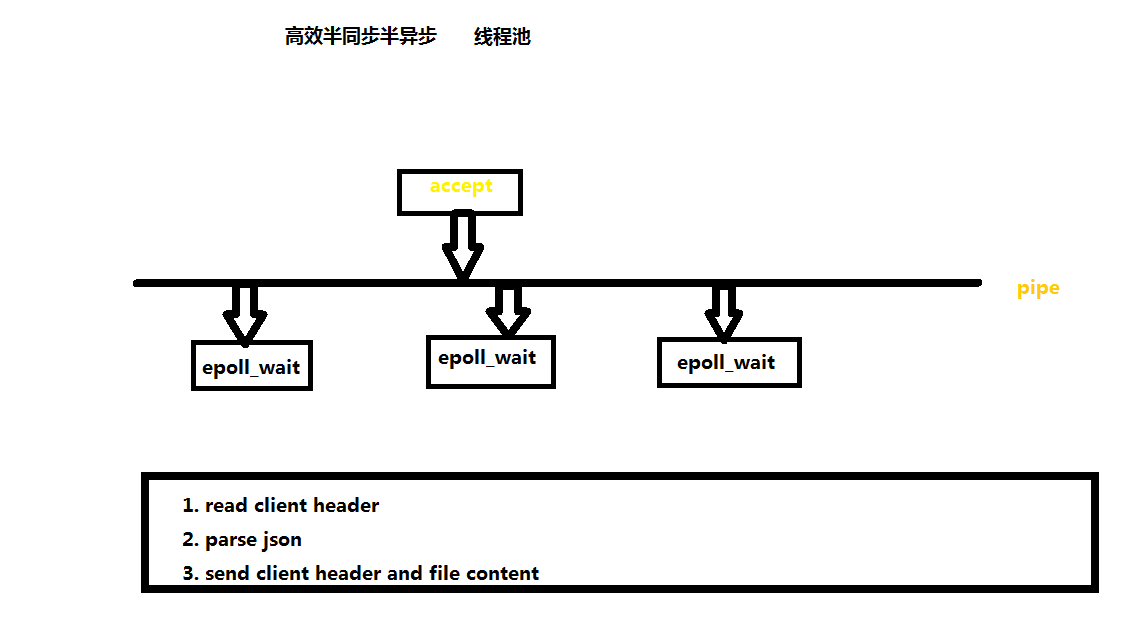 高效半同步半异步 线程池
accept
pipe
epoll_wait
epoll_wait
epoll_wait
1. read client header
2. parse json
3. send client header and file content